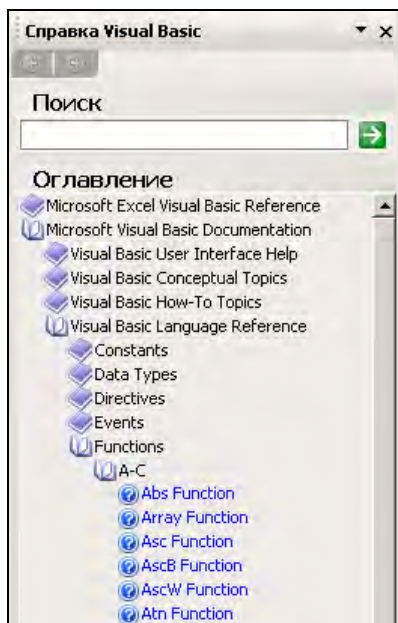 Справка Visual Basic
Поиск
Оглавление
Microsoft Excel Visual Basic Reference
Microsoft Visual Basic Documentation
Visual Basic User Interface Help
Visual Basic Conceptual Topics
Visual Basic How-To Topics
Visual Basic Language Reference
Constants
Data Types
Directives
Events
Functions
A-C
Abs Function
Array Function
Asc Function
AscB Function
AscW Function
Atn Function